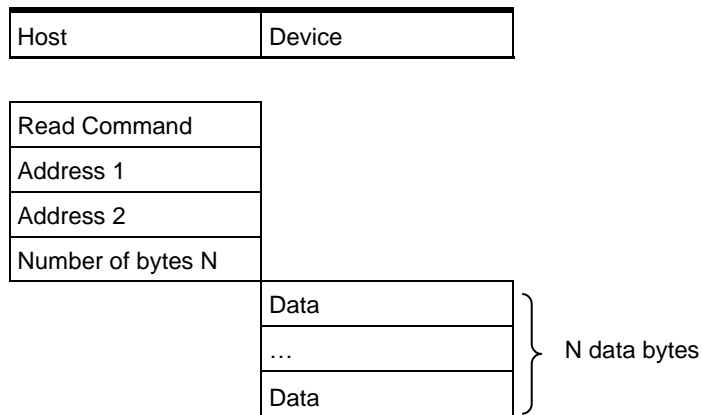 Host Device
Read Command
Address 1
Address 2
Number of bytes N
Data
…
N data bytes
Data